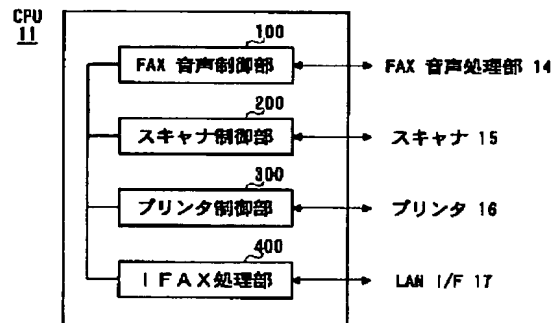 CPU
11
100
FAX 音声制御部
FAX 音声処理部 14
200
スキャナ制御部
スキャナ 15
300
プリンタ制御部
プリンタ 16
400
IFAX処理部
LAN I/F 17